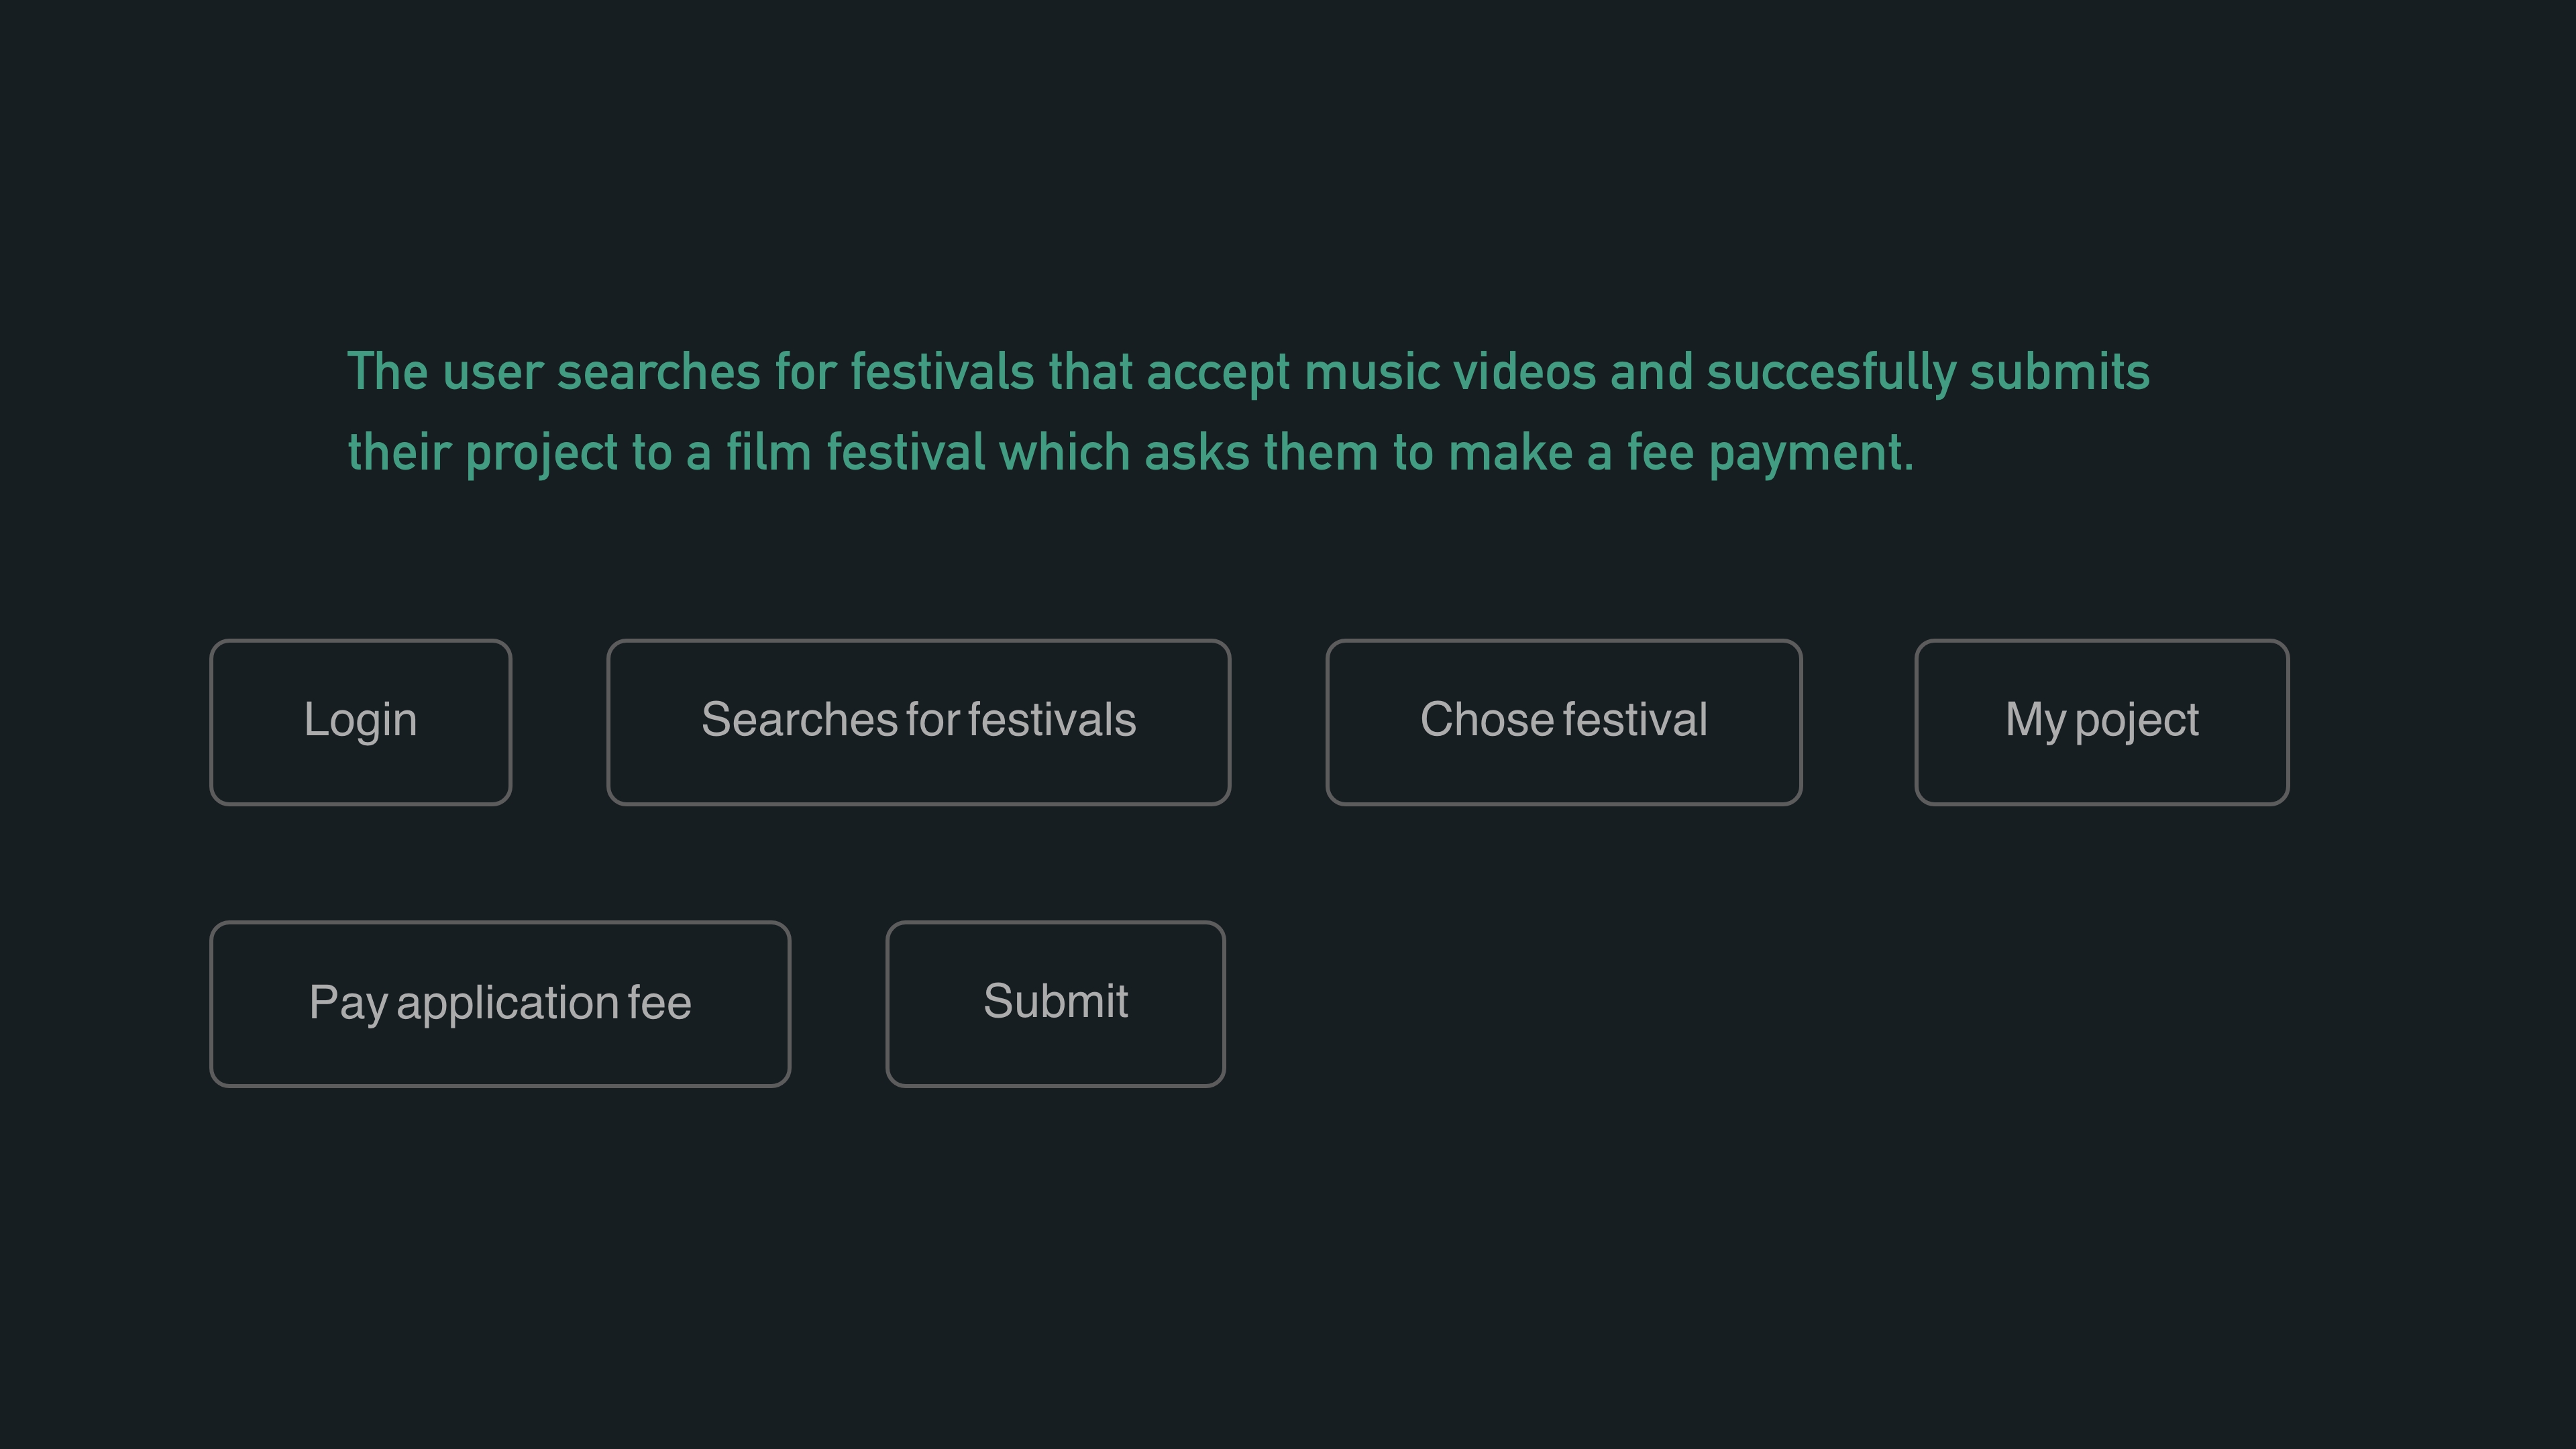 The user searches for festivals that accept music videos and succesfully submits
their project to a film festival which asks them to make a fee payment.
Login
Searches for festivals
Chose festival
My poject
Pay application fee
Submit